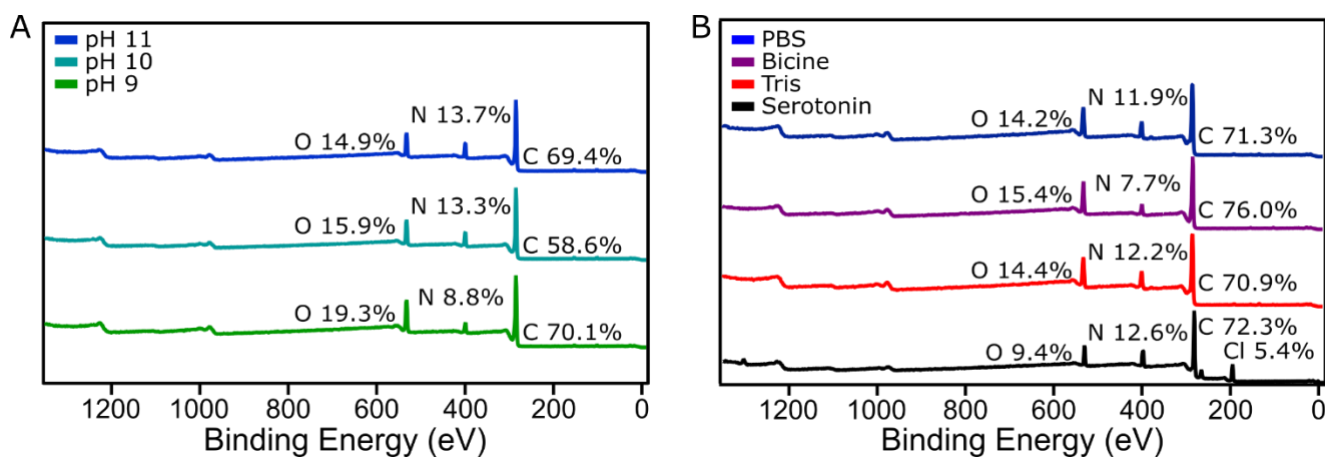 A
pH 11
pH 10
pH 9
N 13.7%
O 14.9%
C 69.4%
N 13.3%
O 15.9%
C 58.6%
N 8.8%
O 19.3%
C 70.1%
1200 1000 800 600 400 200 0
Binding Energy (eV)
B
PBS
Bicine
Tris
Serotonin
N 11.9%
O 14.2%
C 71.3%
N 7.7%
O 15.4%
C 76.0%
N 12.2%
O 14.4%
C 70.9%
N 12.6%
C 72.3%
O 9.4%
Cl 5.4%
1200 1000 800 600 400 200 0
Binding Energy (eV)